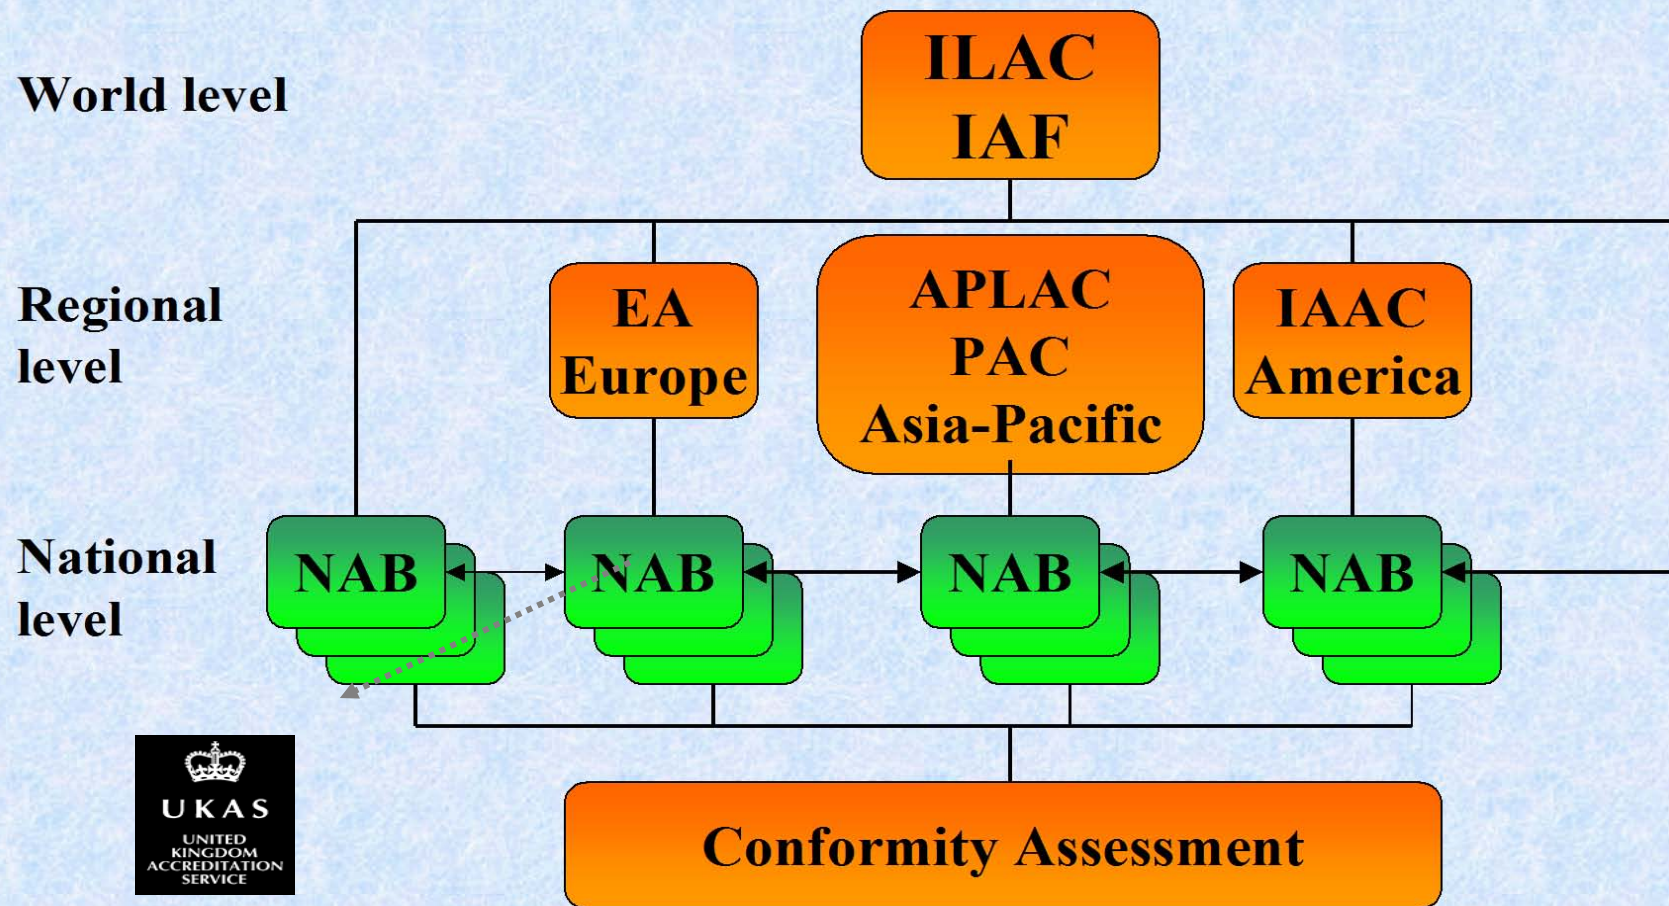 World level
ILAC
IAF
Regional
level
EA
Europe
APLAC
PAC
Asia-Pacific
IAAC
America
National
level
NAB
NAB
NAB
NAB
UKAS
UNITED
KINGDOM
ACCREDITATION
SERVICE
Conformity Assessment